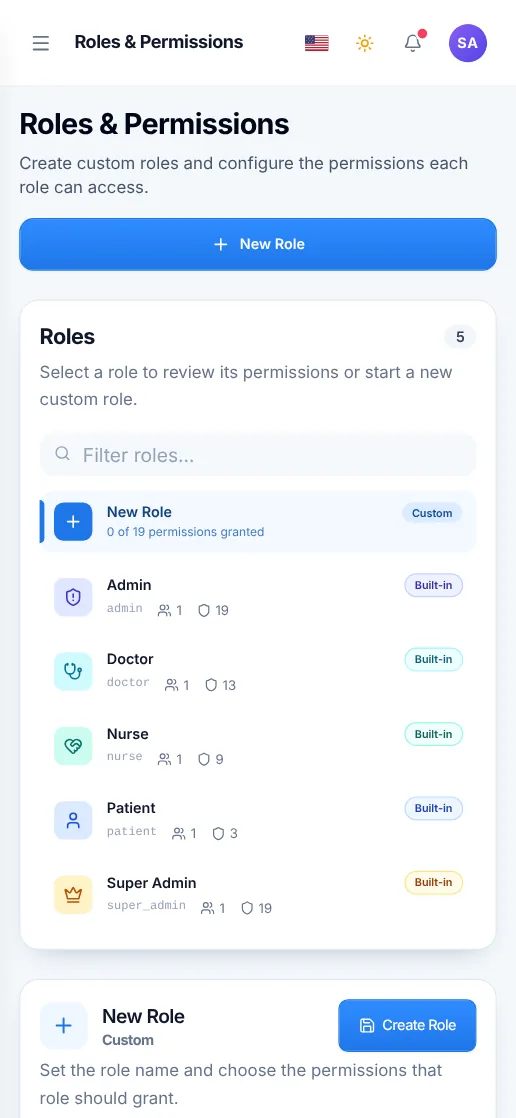 Roles & Permissions
SA
Roles & Permissions
Create custom roles and configure the permissions each
role can access.
New Role
Roles
5
Select a role to review its permissions or start a new
custom role.
Filter roles...
New Role
Custom
0 of 19 permissions granted
Admin
Built-in
admin 1 19
Doctor
Built-in
doctor 1 13
Nurse
Built-in
nurse 1 9
Patient
Built-in
patient 1 3
Super Admin
Built-in
super_admin 1 19
New Role
Custom
Create Role
Set the role name and choose the permissions that
role should grant.